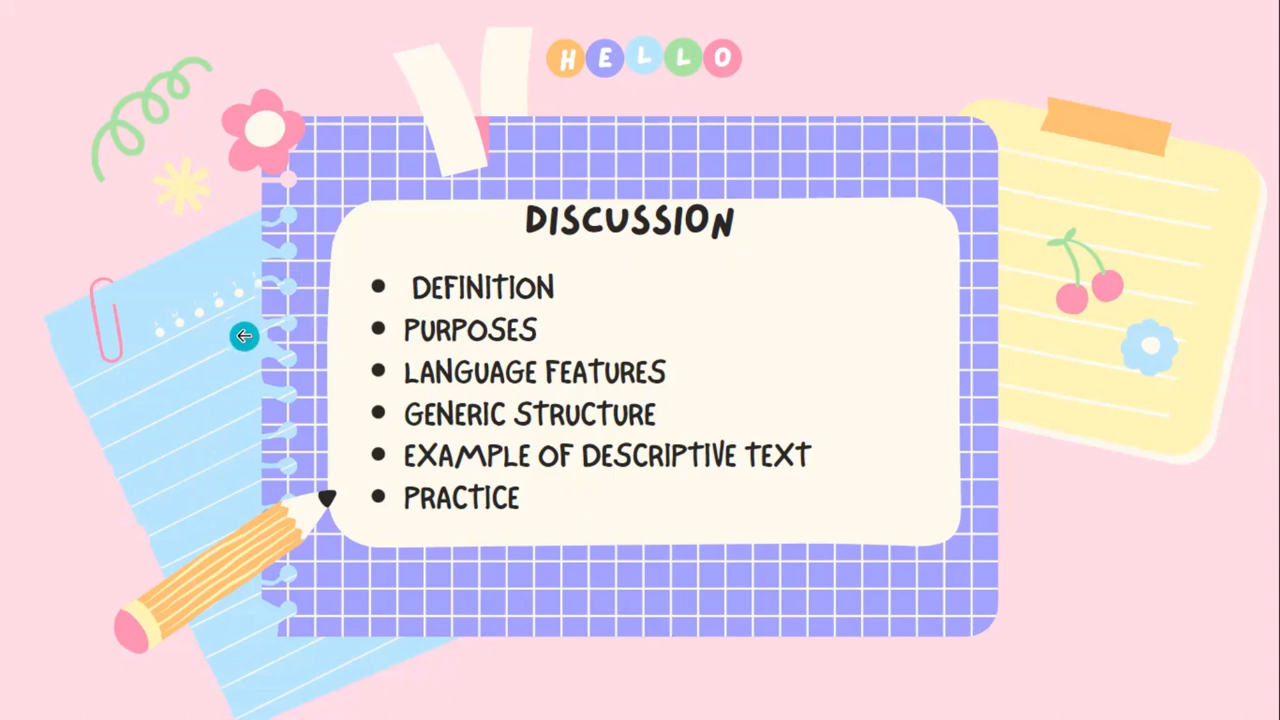 HELLO
DISCUSSION
• DEFINITION
• PURPOSES
• LANGUAGE FEATURES
• GENERIC STRUCTURE
• EXAMPLE OF DESCRIPTIVE TEXT
• PRACTICE